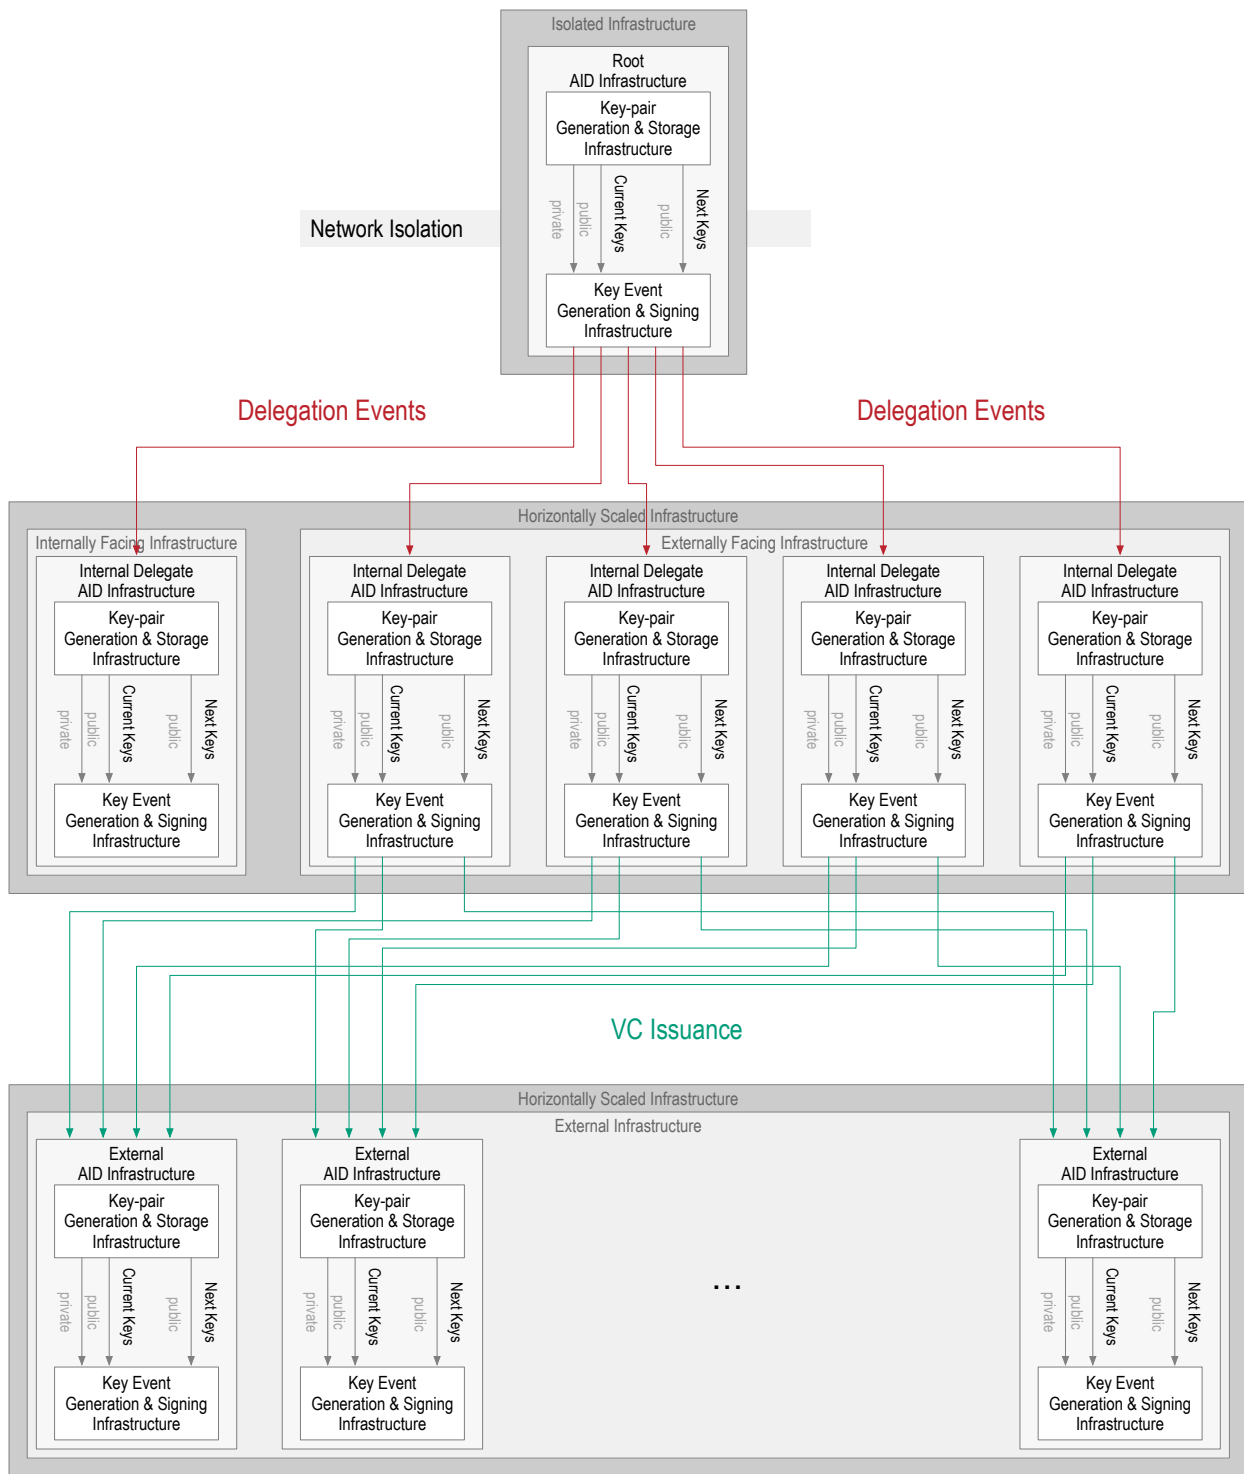 Isolated Infrastructure
Root
AID Infrastructure
Key-pair
Generation & Storage
Infrastructure
private
public
Current Keys
public
Next Keys
Network Isolation
Key Event
Generation & Signing
Infrastructure
Delegation Events
Delegation Events
Horizontally Scaled Infrastructure
Internally Facing Infrastructure
Externally Facing Infrastructure
Internal Delegate
AID Infrastructure
Key-pair
Generation & Storage
Infrastructure
private
public
Current Keys
public
Next Keys
Key Event
Generation & Signing
Infrastructure
Internal Delegate
AID Infrastructure
Key-pair
Generation & Storage
Infrastructure
private
public
Current Keys
public
Next Keys
Key Event
Generation & Signing
Infrastructure
Internal Delegate
AID Infrastructure
Key-pair
Generation & Storage
Infrastructure
private
public
Current Keys
public
Next Keys
Key Event
Generation & Signing
Infrastructure
Internal Delegate
AID Infrastructure
Key-pair
Generation & Storage
Infrastructure
private
public
Current Keys
public
Next Keys
Key Event
Generation & Signing
Infrastructure
Internal Delegate
AID Infrastructure
Key-pair
Generation & Storage
Infrastructure
private
public
Current Keys
public
Next Keys
Key Event
Generation & Signing
Infrastructure
VC Issuance
Horizontally Scaled Infrastructure
External Infrastructure
External
AID Infrastructure
Key-pair
Generation & Storage
Infrastructure
private
public
Current Keys
public
Next Keys
Key Event
Generation & Signing
Infrastructure
External
AID Infrastructure
Key-pair
Generation & Storage
Infrastructure
private
public
Current Keys
public
Next Keys
Key Event
Generation & Signing
Infrastructure
...
External
AID Infrastructure
Key-pair
Generation & Storage
Infrastructure
private
public
Current Keys
public
Next Keys
Key Event
Generation & Signing
Infrastructure